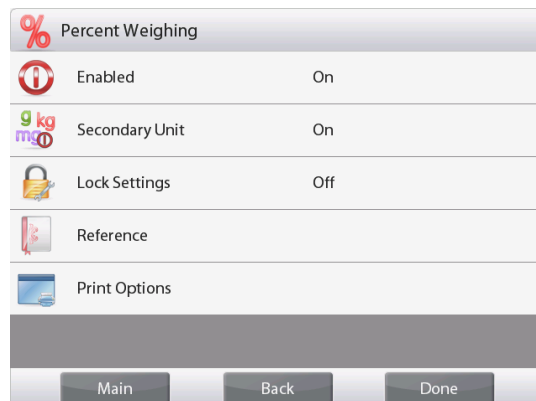 % Percent Weighing
Enabled On
g kg
mg
Secondary Unit On
Lock Settings Off
Reference
Print Options
Main Back Done